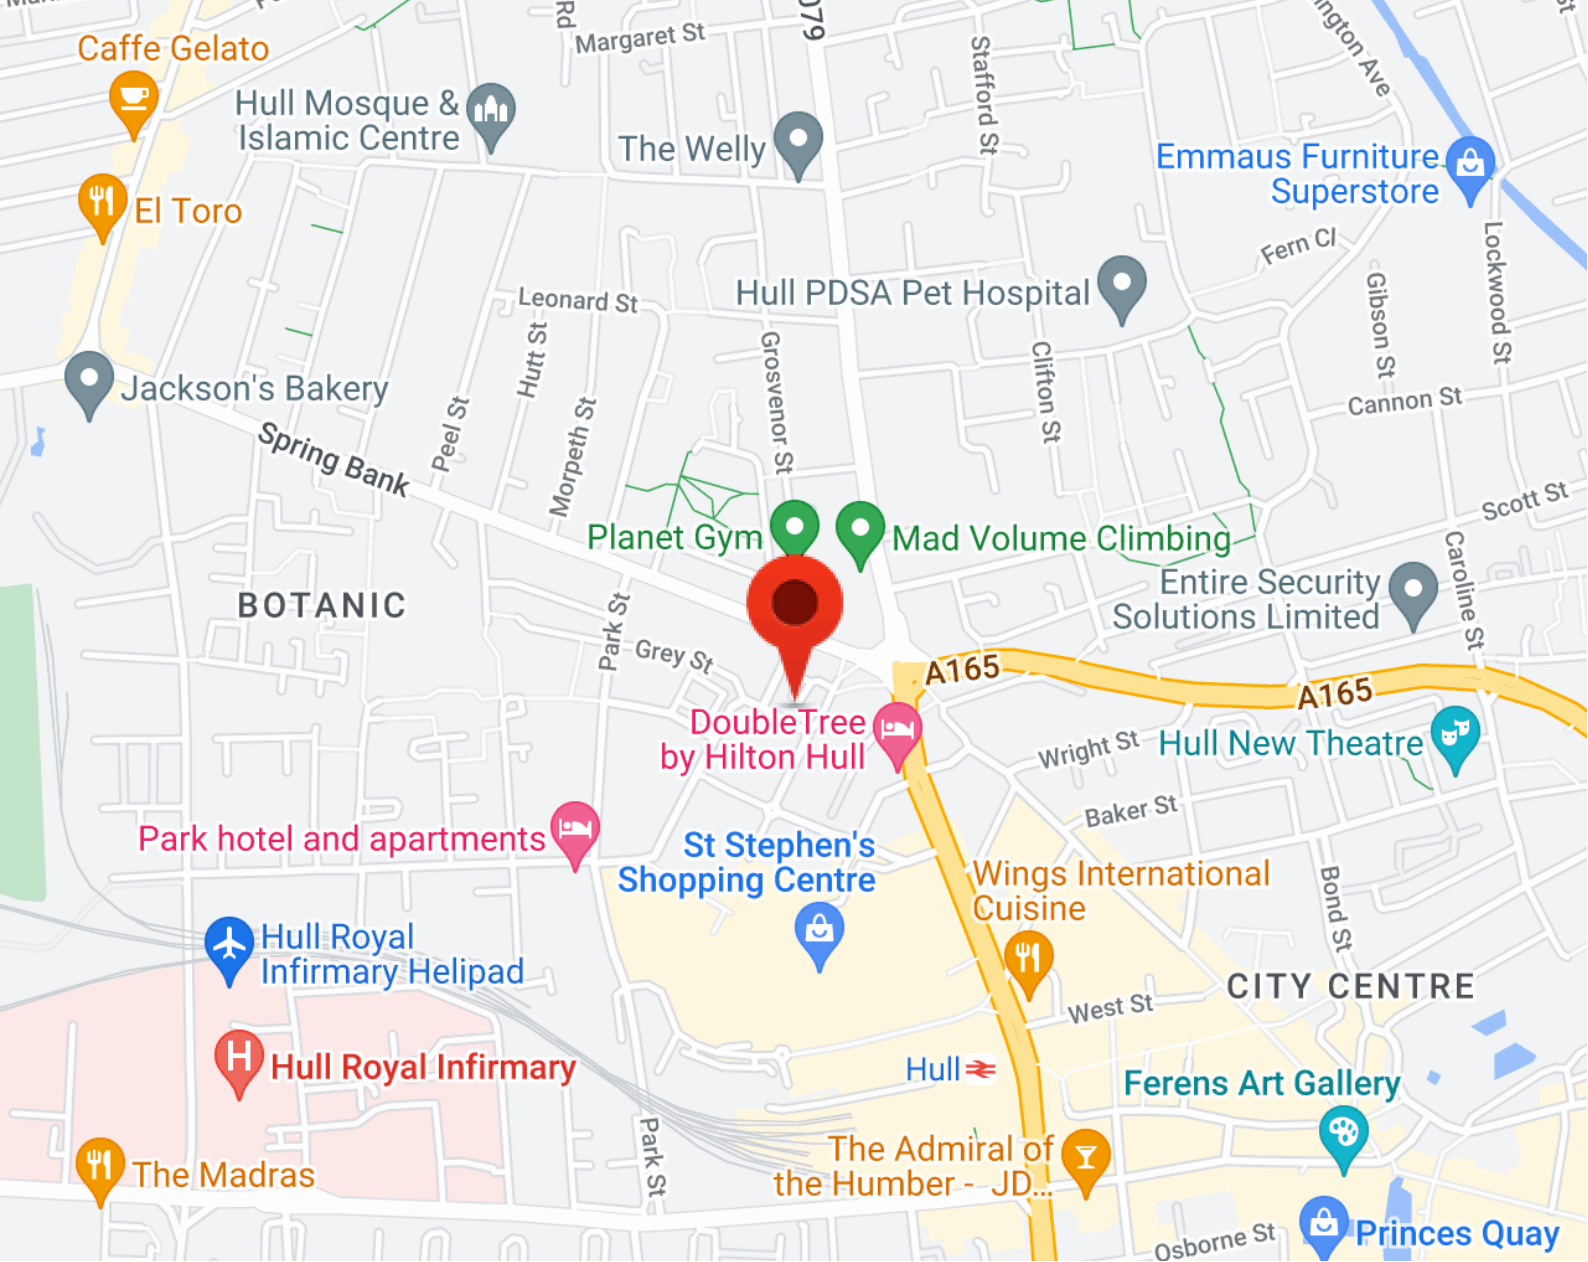 079
Rd
Margaret St
Stafford St
Caffe Gelato
Hull Mosque &
Islamic Centre
The Welly
Emmaus Furniture
Superstore
El Toro
Fern Cl
Lockwood St
Gibson St
Leonard St
Hull PDSA Pet Hospital
Hutt St
Grosvenor St
Clifton St
Jackson's Bakery
Cannon St
Peel St
Morpeth St
Spring Bank
Scott St
Planet Gym
Mad Volume Climbing
Caroline St
Entire Security
Solutions Limited
BOTANIC
Park St
Grey St
A165
A165
DoubleTree
by Hilton Hull
Wright St
Hull New Theatre
Baker St
Park hotel and apartments
St Stephen's
Shopping Centre
Wings International
Cuisine
Bond St
Hull Royal
Infirmary Helipad
CITY CENTRE
West St
Hull Royal Infirmary
Hull
Ferens Art Gallery
Park St
The Admiral of
the Humber - JD...
The Madras
Osborne St
Princes Quay